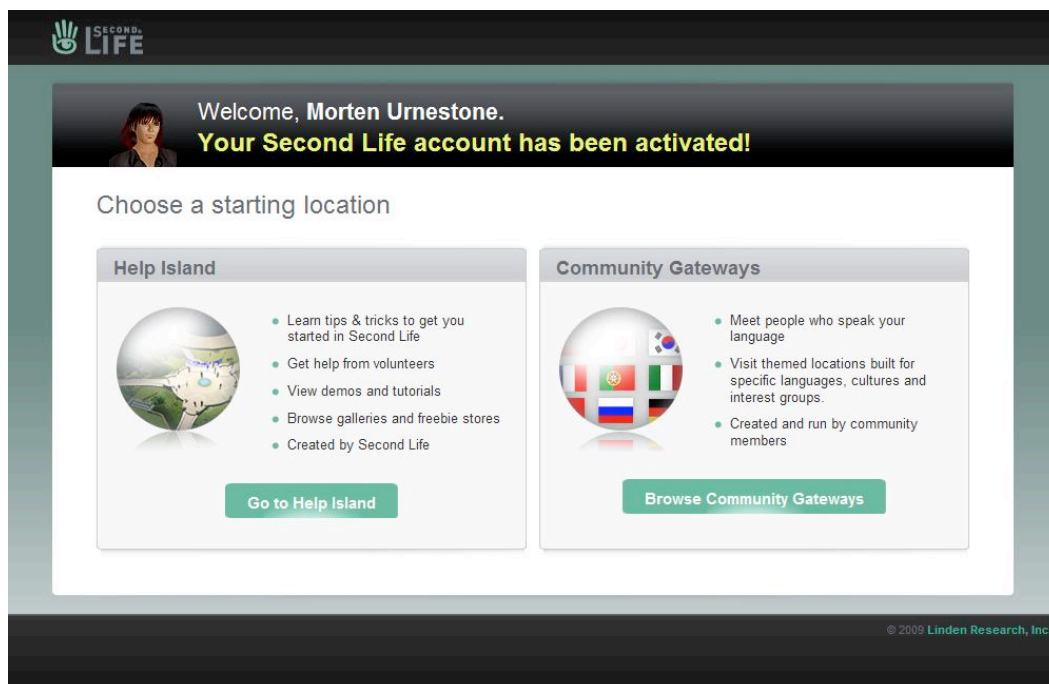 SECOND
LIFE
Welcome, Morten Urnestone.
Your Second Life account has been activated!
Choose a starting location
Help Island
Learn tips & tricks to get you
started in Second Life
Get help from volunteers
View demos and tutorials
Browse galleries and freebie stores
Created by Second Life
Go to Help Island
Community Gateways
Meet people who speak your
language
Visit themed locations built for
specific languages, cultures and
interest groups.
Created and run by community
members
Browse Community Gateways
© 2009 Linden Research, Inc